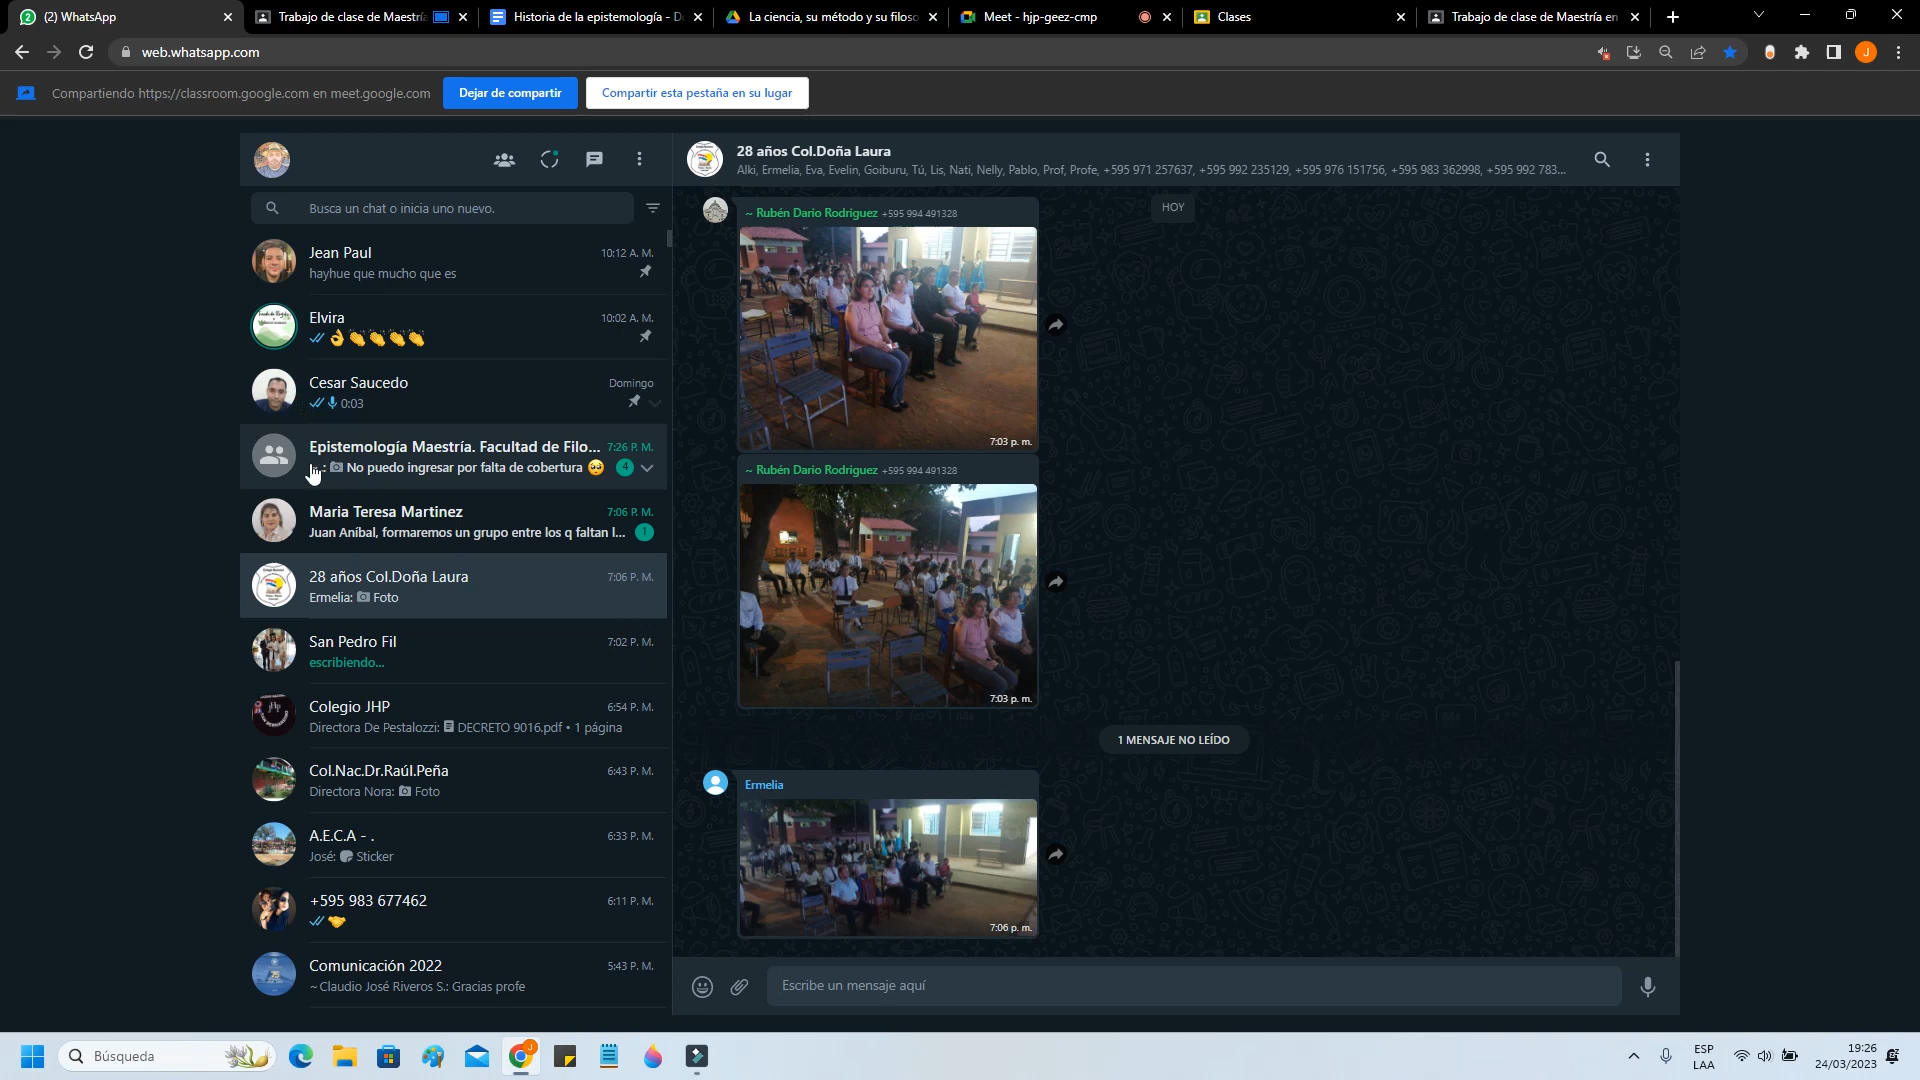 (2) WhatsApp
Trabajo de clase de Maestría
Historia de la epistemología - D
La ciencia, su método y su filoso
Meet - hjp-geez-cmp
Clases
Trabajo de clase de Maestría en
web.whatsapp.com
J
Compartiendo https://classroom.google.com en meet.google.com
Dejar de compartir
Compartir esta pestaña en su lugar
28 años Col.Doña Laura
Alki, Ermelia, Eva, Evelin, Goiburu, Tú, Lis, Nati, Nelly, Pablo, Prof, Profe, +595 971 257637, +595 992 235129, +595 976 151756, +595 983 362998, +595 992 783...
Busca un chat o inicia uno nuevo.
Jean Paul
10:12 A. M.
hayhue que mucho que es
Elvira
10:02 A. M.
👌👏👏👏👏
Cesar Saucedo
Domingo
0:03
Epistemología Maestría. Facultad de Filo...
7:26 P. M.
: No puedo ingresar por falta de cobertura 🥺
4
Maria Teresa Martinez
7:06 P. M.
Juan Aníbal, formaremos un grupo entre los q faltan l...
1
28 años Col.Doña Laura
7:06 P. M.
Ermelia: Foto
San Pedro Fil
7:02 P. M.
escribiendo...
Colegio JHP
6:54 P. M.
Directora De Pestalozzi: DECRETO 9016.pdf • 1 página
Col.Nac.Dr.Raúl.Peña
6:43 P. M.
Directora Nora: Foto
A.E.C.A - .
6:33 P. M.
José: Sticker
+595 983 677462
6:11 P. M.
🤝
Comunicación 2022
5:43 P. M.
~ Claudio José Riveros S.: Gracias profe
HOY
~ Rubén Dario Rodriguez +595 994 491328
7:03 p. m.
~ Rubén Dario Rodriguez +595 994 491328
7:03 p. m.
1 MENSAJE NO LEÍDO
Ermelia
7:06 p. m.
Escribe un mensaje aquí
Búsqueda
J
ESP
LAA
19:26
24/03/2023